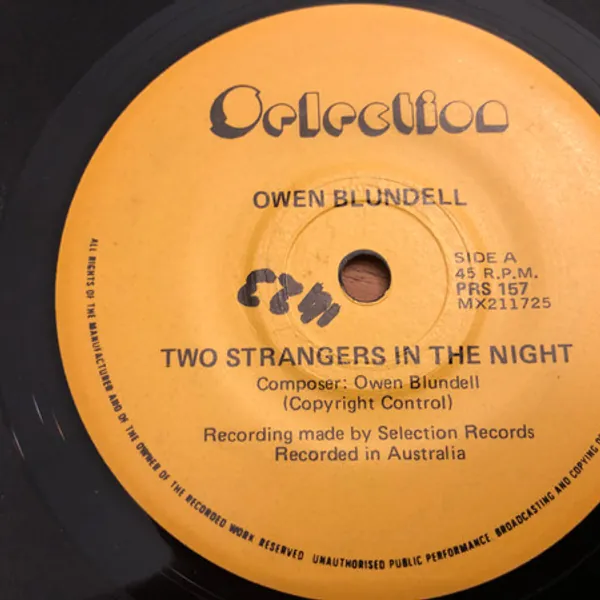 Selection
OWEN BLUNDELL
SIDE A
45 R.P.M.
PRS 157
MX211725
TWO STRANGERS IN THE NIGHT
Composer: Owen Blundell
(Copyright Control)
Recording made by Selection Records
Recorded in Australia
ALL RIGHTS OF THE MANUFACTURER AND OF THE OWNER OF THE RECORDED WORK RESERVED UNAUTHORISED PUBLIC PERFORMANCE BROADCASTING AND COPYING